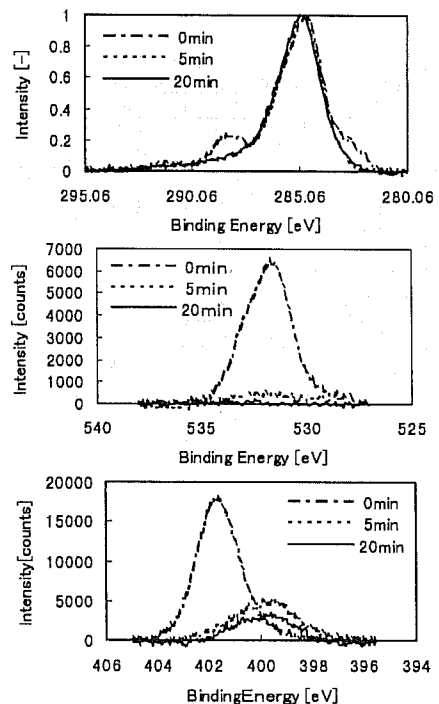 1
0.8
0.6
0.4
0.2
0
Intensity [-]
0min
5min
20min
295.06 290.06 285.06 280.06
Binding Energy [eV]
7000
6000
5000
4000
3000
2000
1000
0
Intensity [counts]
0min
5min
20min
540 535 530 525
Binding Energy [eV]
20000
15000
10000
5000
0
Intensity[counts]
0min
5min
20min
406 404 402 400 398 396 394
BindingEnergy [eV]